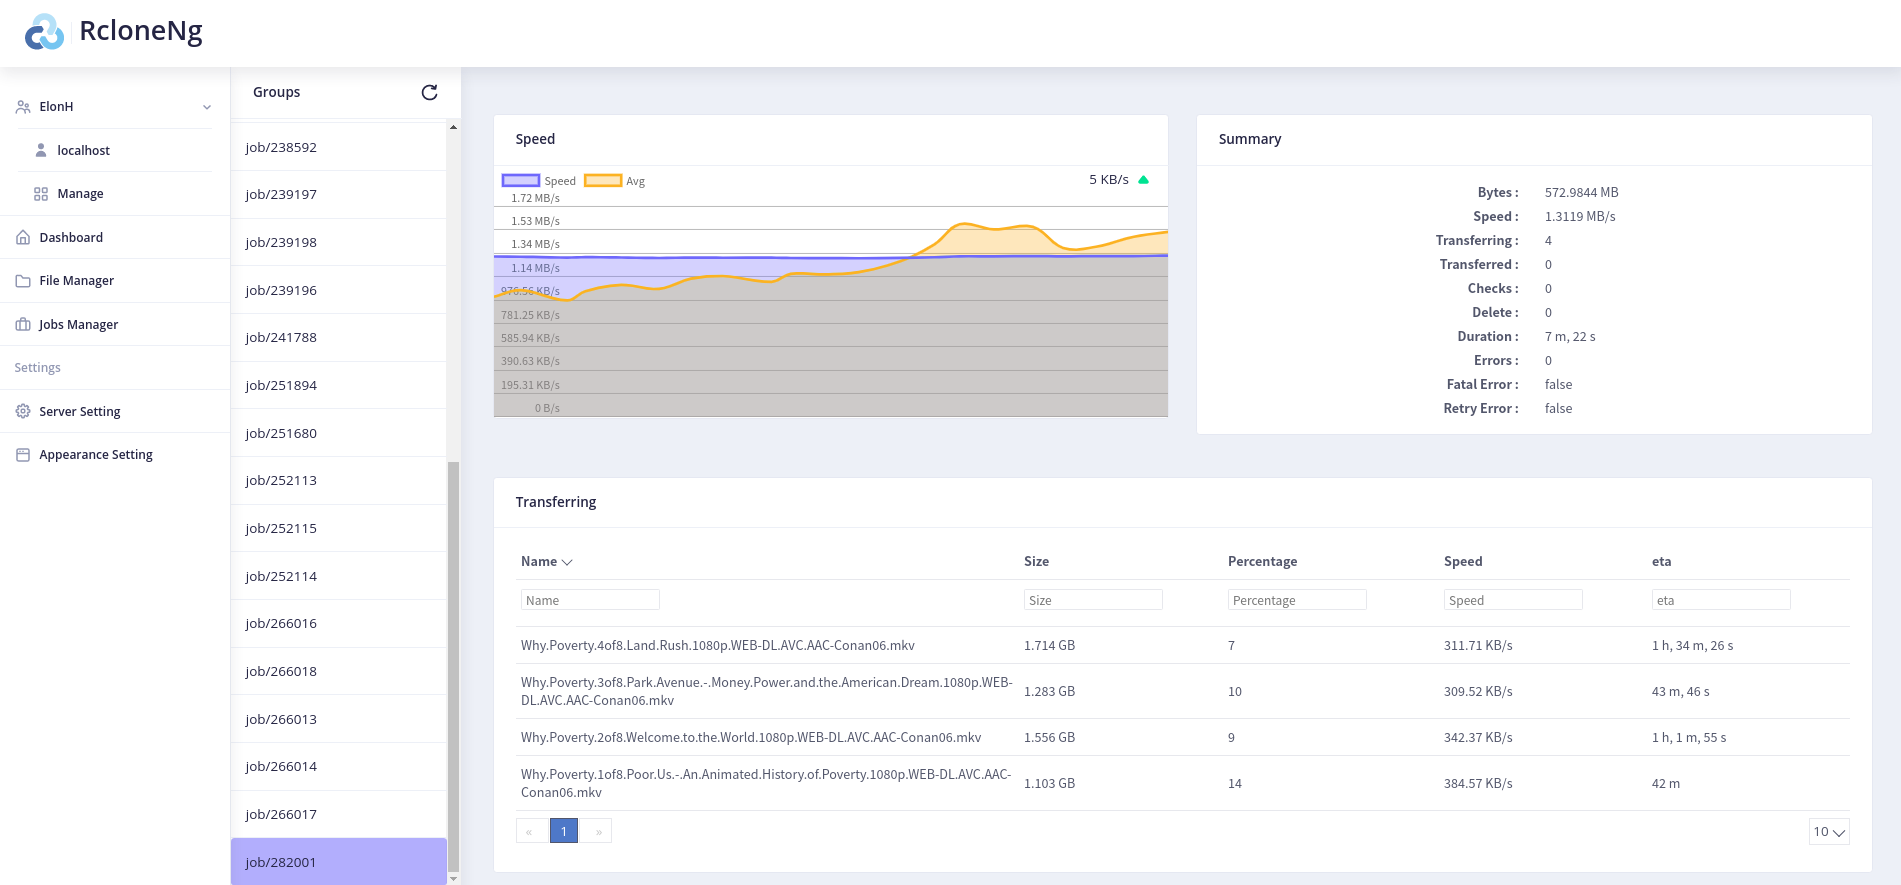 RcloneNg
ElonH
localhost
Manage
Dashboard
File Manager
Jobs Manager
Settings
Server Setting
Appearance Setting
Groups
job/238592
job/239197
job/239198
job/239196
job/241788
job/251894
job/251680
job/252113
job/252115
job/252114
job/266016
job/266018
job/266013
job/266014
job/266017
job/282001
Speed
Speed Avg 5 KB/s
1.72 MB/s
1.53 MB/s
1.34 MB/s
1.14 MB/s
976.56 KB/s
781.25 KB/s
585.94 KB/s
390.63 KB/s
195.31 KB/s
0 B/s
Summary
Bytes : 572.9844 MB
Speed : 1.3119 MB/s
Transferring : 4
Transferred : 0
Checks : 0
Delete : 0
Duration : 7 m, 22 s
Errors : 0
Fatal Error : false
Retry Error : false
Transferring
Name Size Percentage Speed eta
Name Size Percentage Speed eta
Why.Poverty.4of8.Land.Rush.1080p.WEB-DL.AVC.AAC-Conan06.mkv 1.714 GB 7 311.71 KB/s 1 h, 34 m, 26 s
Why.Poverty.3of8.Park.Avenue.-.Money.Power.and.the.American.Dream.1080p.WEB-
DL.AVC.AAC-Conan06.mkv 1.283 GB 10 309.52 KB/s 43 m, 46 s
Why.Poverty.2of8.Welcome.to.the.World.1080p.WEB-DL.AVC.AAC-Conan06.mkv 1.556 GB 9 342.37 KB/s 1 h, 1 m, 55 s
Why.Poverty.1of8.Poor.Us.-.An.Animated.History.of.Poverty.1080p.WEB-DL.AVC.AAC-
Conan06.mkv 1.103 GB 14 384.57 KB/s 42 m
« 1 » 10